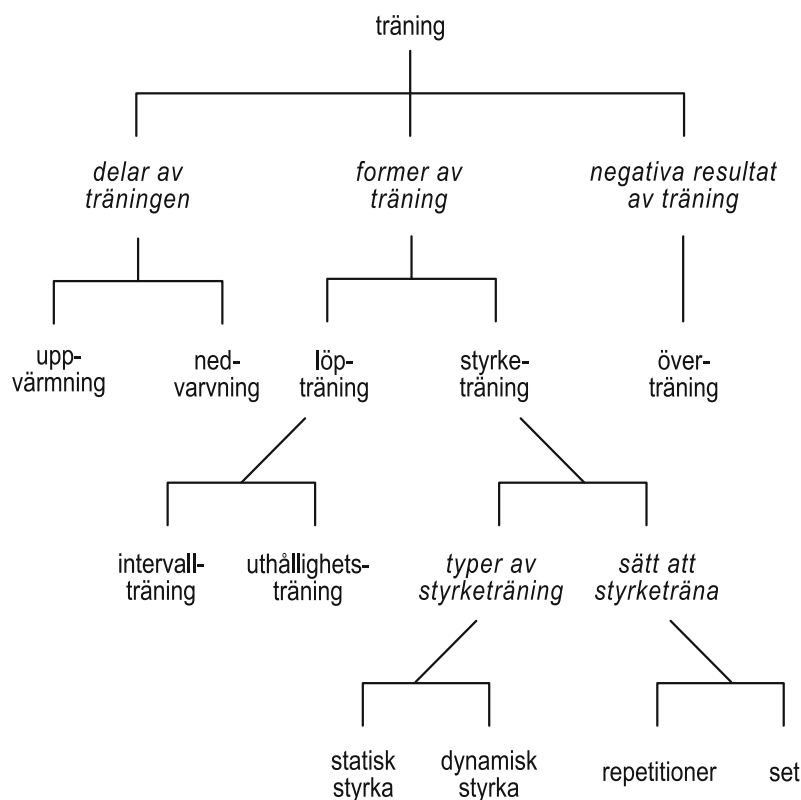 träning
delar av
träningen
former av
träning
negativa resultat
av träning
upp-
värmning
ned-
varvning
löp-
träning
styrke-
träning
över-
träning
intervall-
träning
uthållighets-
träning
typer av
styrketräning
sätt att
styrketräna
statisk
styrka
dynamisk
styrka
repetitioner
set